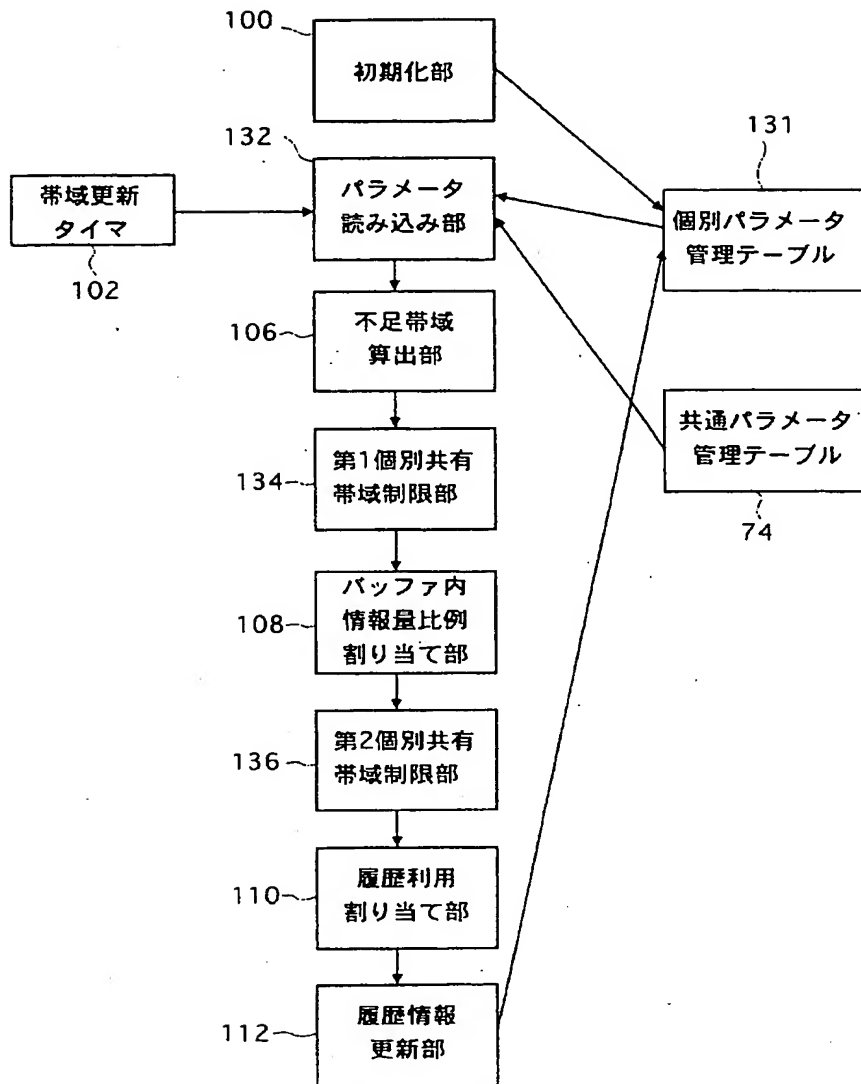 100
初期化部
132
131
帯域更新
タイマ
102
パラメータ
読み込み部
個別パラメータ
管理テーブル
106
不足帯域
算出部
共通パラメータ
管理テーブル
74
134
第1個別共有
帯域制限部
108
バッファ内
情報量比例
割り当て部
136
第2個別共有
帯域制限部
110
履歴利用
割り当て部
112
履歴情報
更新部